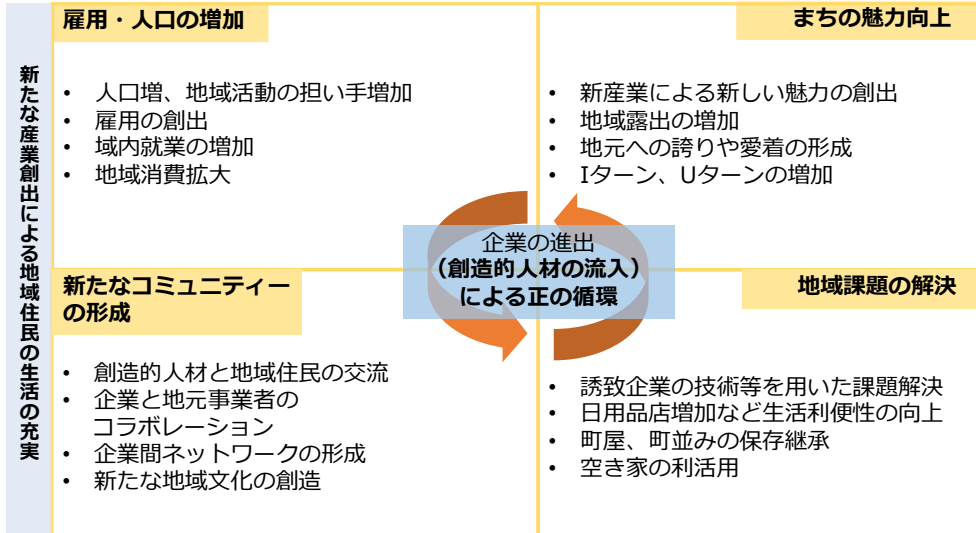 新たな産業創出による地域住民の生活の充実
雇用・人口の増加
• 人口増、地域活動の担い手増加
• 雇用の創出
• 域内就業の増加
• 地域消費拡大
まちの魅力向上
• 新産業による新しい魅力の創出
• 地域露出の増加
• 地元への誇りや愛着の形成
• Iターン、Uターンの増加
企業の進出
(創造的人材の流入)
による正の循環
新たなコミュニティー
の形成
• 創造的人材と地域住民の交流
• 企業と地元事業者の
コラボレーション
• 企業間ネットワークの形成
• 新たな地域文化の創造
地域課題の解決
• 誘致企業の技術等を用いた課題解決
• 日用品店増加など生活利便性の向上
• 町屋、町並みの保存継承
• 空き家の利活用